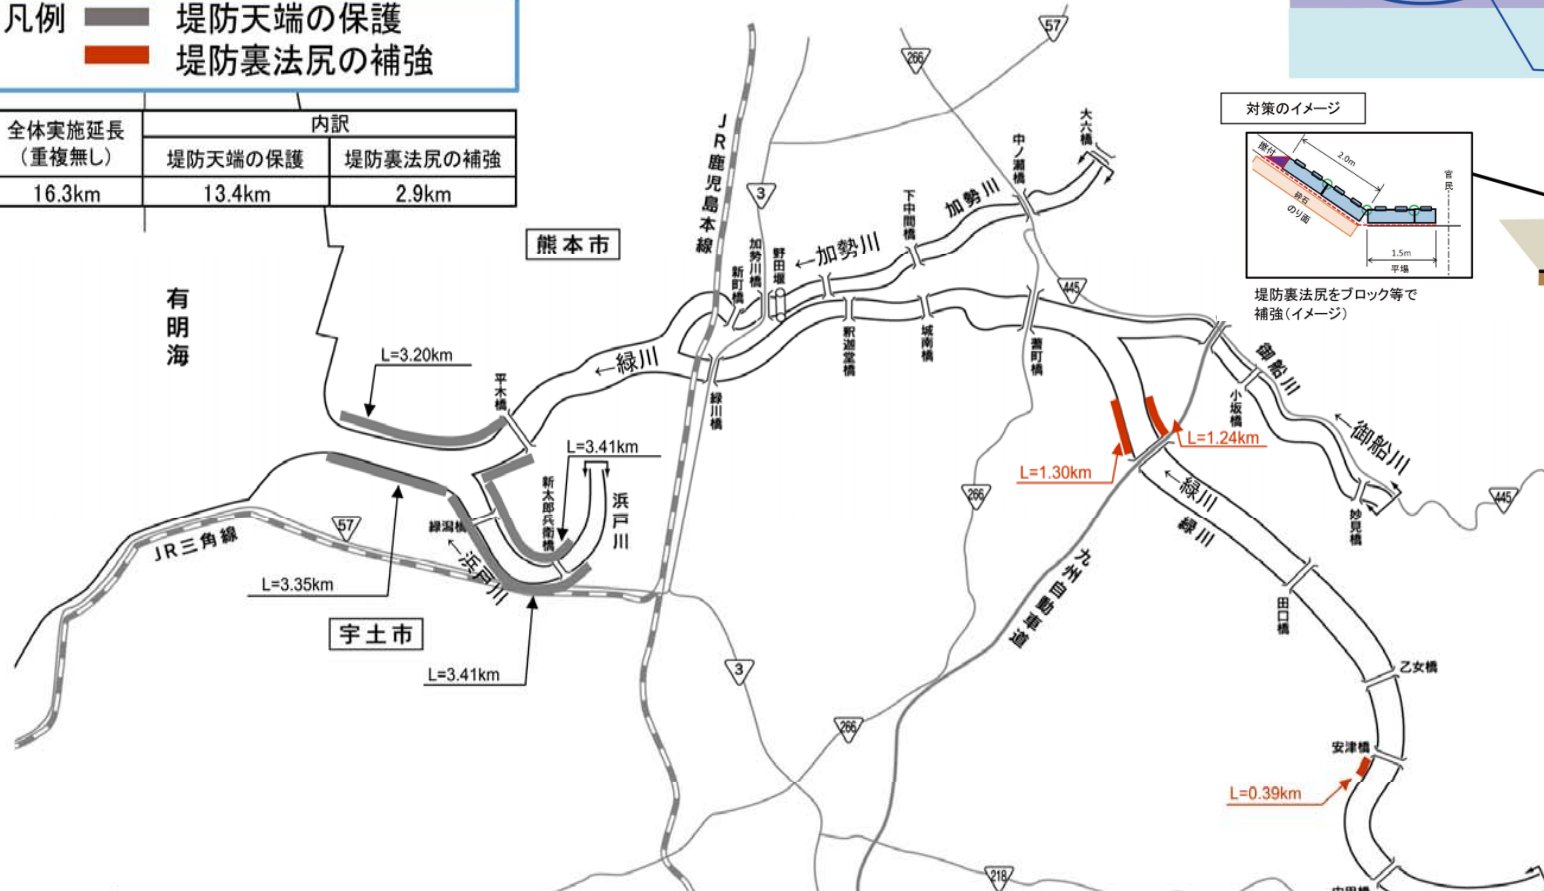 凡例
堤防天端の保護
堤防裏法尻の補強
全体実施延長
（重複無し）
内訳
堤防天端の保護
堤防裏法尻の補強
16.3km
13.4km
2.9km
有明海
熊本市
宇土市
JR鹿児島本線
JR三角線
九州自動車道
57
266
3
445
対策のイメージ
摺付
2.0m
砕石
のり面
官民
1.5m
平場
堤防裏法尻をブロック等で
補強（イメージ）
大六橋
中ノ瀬橋
加勢川
下中間橋
←加勢川
野田堰
加勢川橋
新町橋
釈迦堂橋
城南橋
蓍町橋
緑川橋
←緑川
平木橋
L=3.20km
L=3.41km
新太郎兵衛橋
浜戸川
緑潟橋
←浜戸川
57
L=3.35km
L=3.41km
御船川
小坂橋
←御船川
妙見橋
445
L=1.24km
L=1.30km
←緑川
緑川
266
田口橋
乙女橋
安津橋
L=0.39km
3
266
218